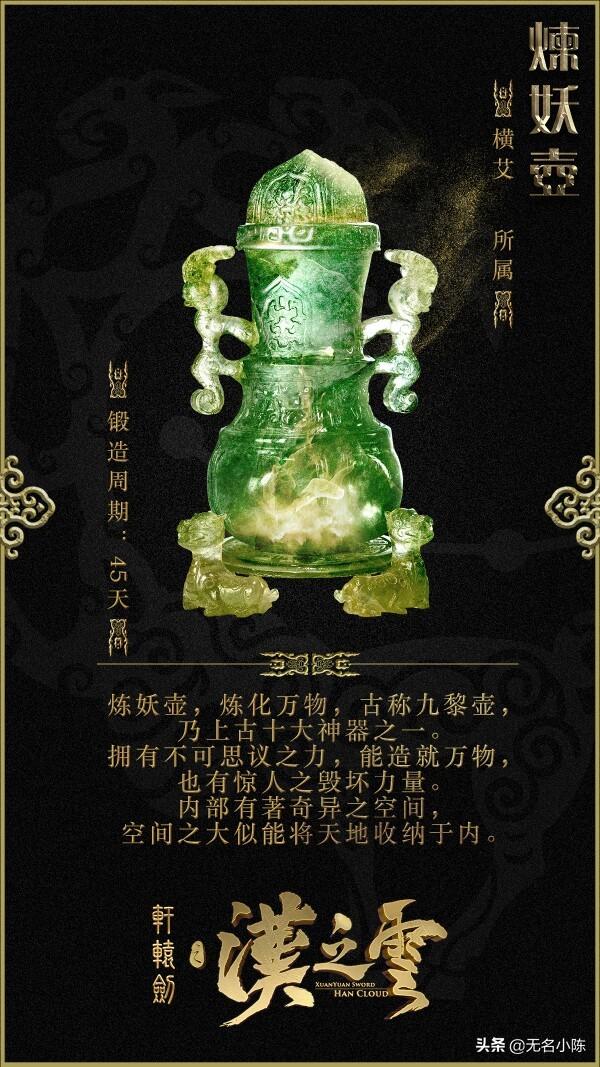 煉妖壺
横艾 所属
锻造周期：45天
炼妖壶，炼化万物，古称九黎壶，
乃上古十大神器之一。
拥有不可思议之力，能造就万物，
也有惊人之毁坏力量。
内部有著奇异之空间，
空间之大似能将天地收纳于内。
軒轅劍
之
漢之雲
XUANYUAN SWORD
HAN CLOUD
头条 @无名小陈